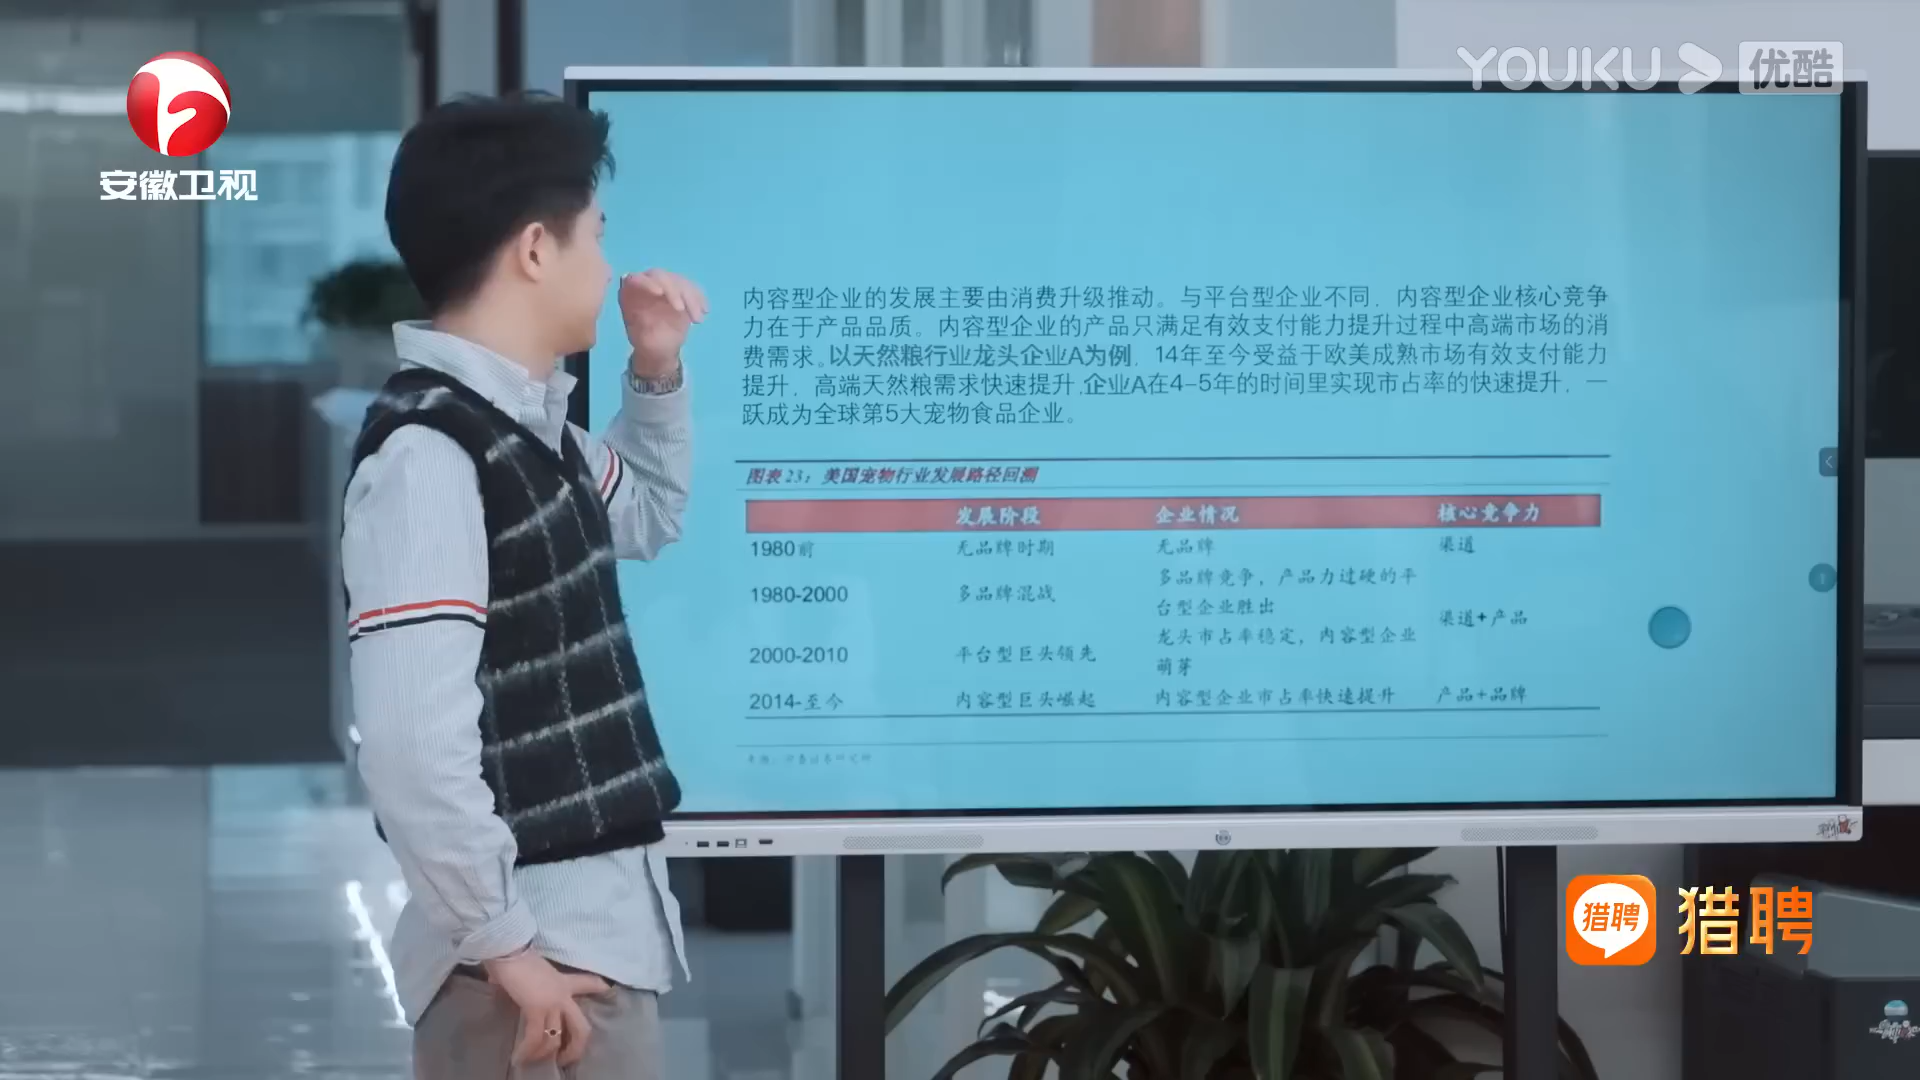 安徽卫视
YOUKU 优酷
内容型企业的发展主要由消费升级推动。与平台型企业不同，内容型企业核心竞争
力在于产品品质。内容型企业的产品只满足有效支付能力提升过程中高端市场的消
费需求。以天然粮行业龙头企业A为例，14年至今受益于欧美成熟市场有效支付能力
提升，高端天然粮需求快速提升,企业A在4-5年的时间里实现市占率的快速提升，一
跃成为全球第5大宠物食品企业。
图表23：美国宠物行业发展路径回溯
发展阶段 企业情况 核心竞争力
1980前 无品牌时期 无品牌 渠道
1980-2000 多品牌混战 多品牌竞争，产品力过硬的平
台型企业胜出
渠道+产品
2000-2010 平台型巨头领先 龙头市占率稳定，内容型企业
萌芽
2014-至今 内容型巨头崛起 内容型企业市占率快速提升 产品+品牌
猎聘 猎聘